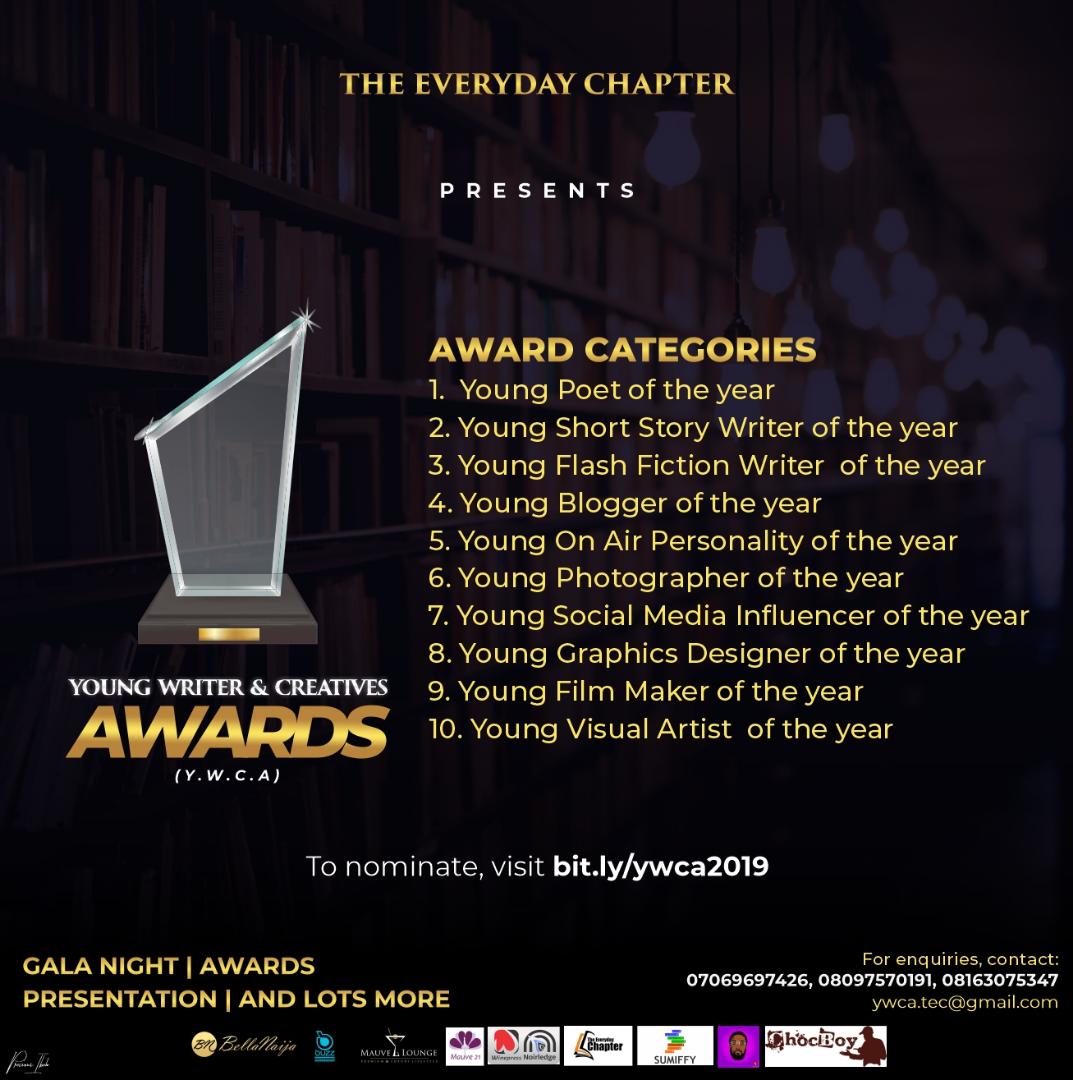 THE EVERYDAY CHAPTER
PRESENTS
AWARD CATEGORIES
1. Young Poet of the year
2. Young Short Story Writer of the year
3. Young Flash Fiction Writer of the year
4. Young Blogger of the year
5. Young On Air Personality of the year
6. Young Photographer of the year
7. Young Social Media Influencer of the year
8. Young Graphics Designer of the year
9. Young Film Maker of the year
10. Young Visual Artist of the year
YOUNG WRITER & CREATIVES
AWARDS
(Y.W.C.A)
To nominate, visit bit.ly/ywca2019
GALA NIGHT | AWARDS
PRESENTATION | AND LOTS MORE
For enquiries, contact:
07069697426, 08097570191, 08163075347
ywca.tec@gmail.com
BN BellaNaija
OUZZ
MAUVE LOUNGE
Mauve 21
Winepress Noirledge
The Everyday
Chapter
SUMIFFY
ChocBoy